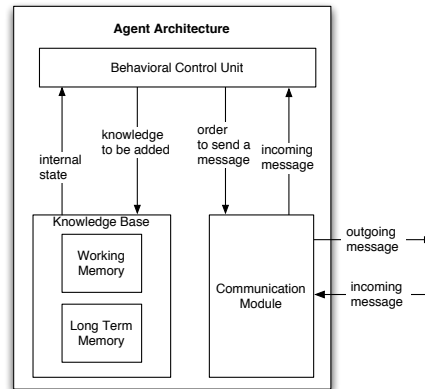 Agent Architecture
Behavioral Control Unit
internal
state
knowledge
to be added
order
to send a
message
incoming
message
Knowledge Base
Working
Memory
Long Term
Memory
Communication
Module
outgoing
message
incoming
message